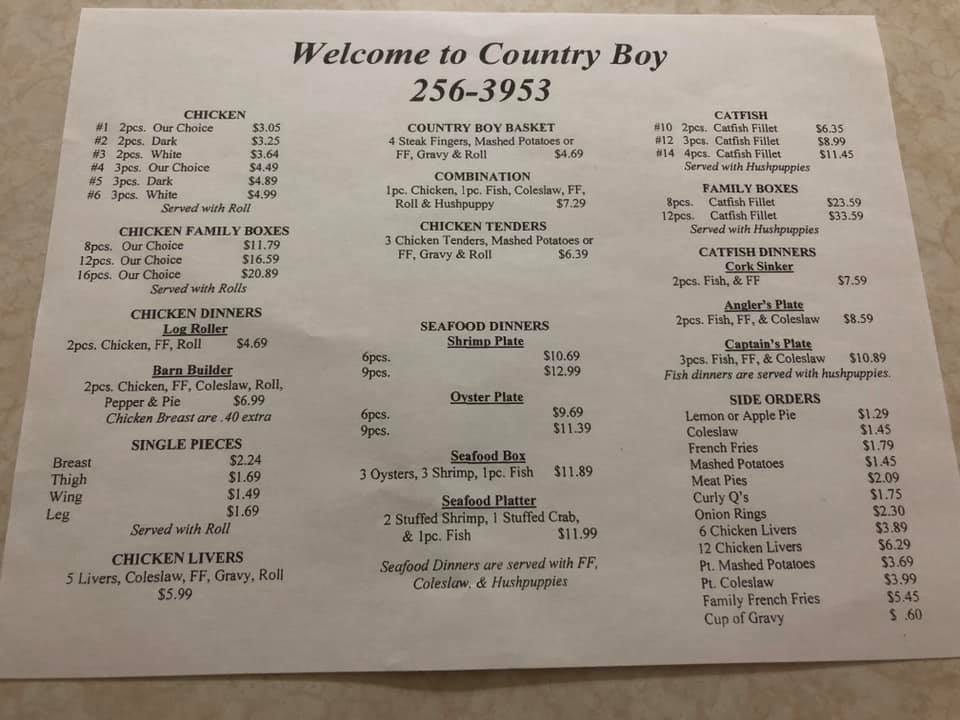 Welcome to Country Boy
256-3953
CHICKEN
#1 2pcs. Our Choice $3.05
#2 2pcs. Dark $3.25
#3 2pcs. White $3.64
#4 3pcs. Our Choice $4.49
#5 3pcs. Dark $4.89
#6 3pcs. White $4.99
Served with Roll
CHICKEN FAMILY BOXES
8pcs. Our Choice $11.79
12pcs. Our Choice $16.59
16pcs. Our Choice $20.89
Served with Rolls
CHICKEN DINNERS
Log Roller
2pcs. Chicken, FF, Roll $4.69
Barn Builder
2pcs. Chicken, FF, Coleslaw, Roll,
Pepper & Pie $6.99
Chicken Breast are .40 extra
SINGLE PIECES
Breast $2.24
Thigh $1.69
Wing $1.49
Leg $1.69
Served with Roll
CHICKEN LIVERS
5 Livers, Coleslaw, FF, Gravy, Roll
$5.99
COUNTRY BOY BASKET
4 Steak Fingers, Mashed Potatoes or
FF, Gravy & Roll $4.69
COMBINATION
1pc. Chicken, 1pc. Fish, Coleslaw, FF,
Roll & Hushpuppy $7.29
CHICKEN TENDERS
3 Chicken Tenders, Mashed Potatoes or
FF, Gravy & Roll $6.39
SEAFOOD DINNERS
Shrimp Plate
6pcs. $10.69
9pcs. $12.99
Oyster Plate
6pcs. $9.69
9pcs. $11.39
Seafood Box
3 Oysters, 3 Shrimp, 1pc. Fish $11.89
Seafood Platter
2 Stuffed Shrimp, 1 Stuffed Crab,
& 1pc. Fish $11.99
Seafood Dinners are served with FF,
Coleslaw, & Hushpuppies
CATFISH
#10 2pcs. Catfish Fillet $6.35
#12 3pcs. Catfish Fillet $8.99
#14 4pcs. Catfish Fillet $11.45
Served with Hushpuppies
FAMILY BOXES
8pcs. Catfish Fillet $23.59
12pcs. Catfish Fillet $33.59
Served with Hushpuppies
CATFISH DINNERS
Cork Sinker
2pcs. Fish, & FF $7.59
Angler's Plate
2pcs. Fish, FF, & Coleslaw $8.59
Captain's Plate
3pcs. Fish, FF, & Coleslaw $10.89
Fish dinners are served with hushpuppies.
SIDE ORDERS
Lemon or Apple Pie $1.29
Coleslaw $1.45
French Fries $1.79
Mashed Potatoes $1.45
Meat Pies $2.09
Curly Q's $1.75
Onion Rings $2.30
6 Chicken Livers $3.89
12 Chicken Livers $6.29
Pt. Mashed Potatoes $3.69
Pt. Coleslaw $3.99
Family French Fries $5.45
Cup of Gravy $ .60